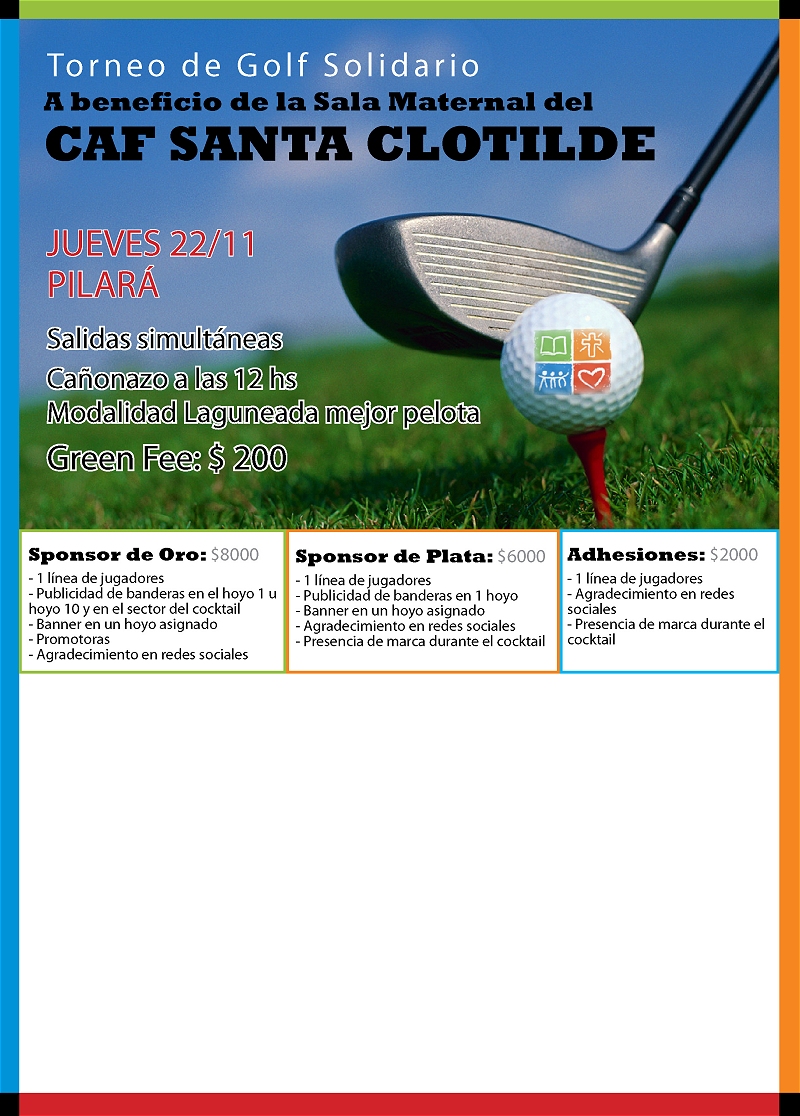 Torneo de Golf Solidario
A beneficio de la Sala Maternal del
CAF SANTA CLOTILDE
JUEVES 22/11
PILARÁ
Salidas simultáneas
Cañonazo a las 12 hs
Modalidad Laguneada mejor pelota
Green Fee: $ 200
Sponsor de Oro: $8000
- 1 línea de jugadores
- Publicidad de banderas en el hoyo 1 u
hoyo 10 y en el sector del cocktail
- Banner en un hoyo asignado
- Promotoras
- Agradecimiento en redes sociales
Sponsor de Plata: $6000
- 1 línea de jugadores
- Publicidad de banderas en 1 hoyo
- Banner en un hoyo asignado
- Agradecimiento en redes sociales
- Presencia de marca durante el cocktail
Adhesiones: $2000
- 1 línea de jugadores
- Agradecimiento en redes
sociales
- Presencia de marca durante el
cocktail